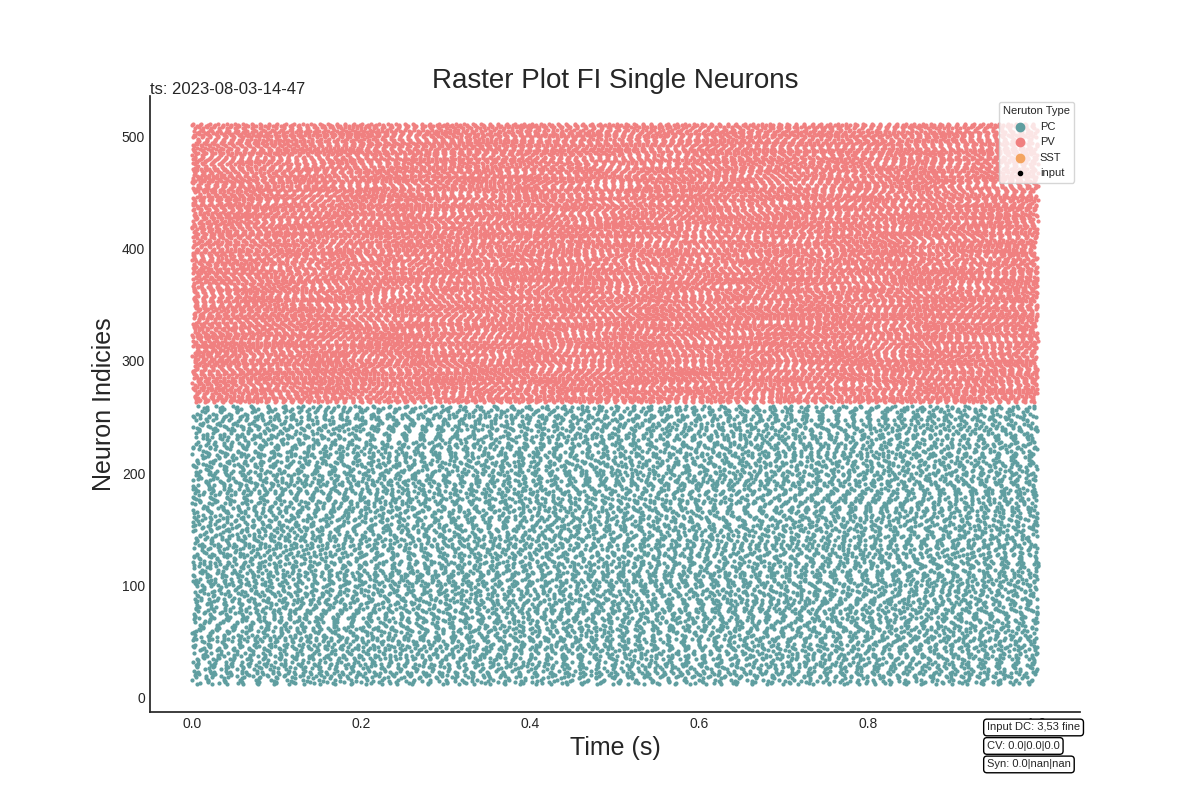 Raster Plot FI Single Neurons
ts: 2023-08-03-14-47
Neruton Type
PC
PV
SST
input
500
400
300
200
100
0
Neuron Indicies
0.0 0.2 0.4 0.6 0.8
Time (s)
Input DC: 3,53 fine
CV: 0.0|0.0|0.0
Syn: 0.0|nan|nan